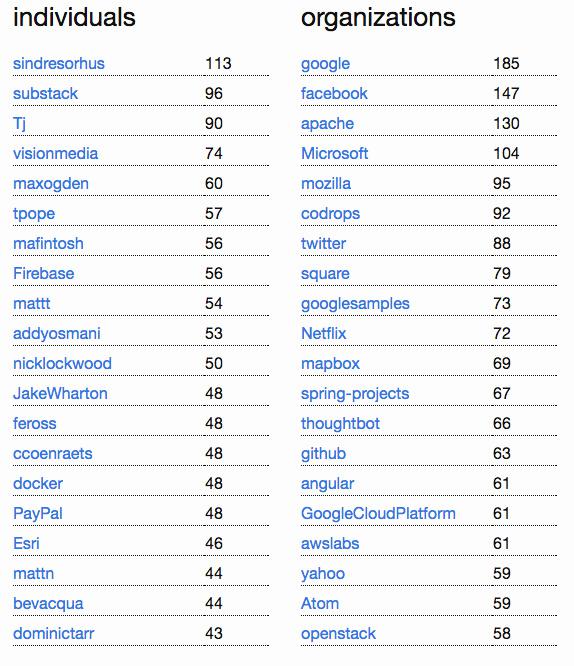 individuals
sindresorhus 113
substack 96
Tj 90
visionmedia 74
maxogden 60
tpope 57
mafintosh 56
Firebase 56
mattt 54
addyosmani 53
nicklockwood 50
JakeWharton 48
feross 48
ccoenraets 48
docker 48
PayPal 48
Esri 46
mattn 44
bevacqua 44
dominictarr 43
organizations
google 185
facebook 147
apache 130
Microsoft 104
mozilla 95
codrops 92
twitter 88
square 79
googlesamples 73
Netflix 72
mapbox 69
spring-projects 67
thoughtbot 66
github 63
angular 61
GoogleCloudPlatform 61
awslabs 61
yahoo 59
Atom 59
openstack 58